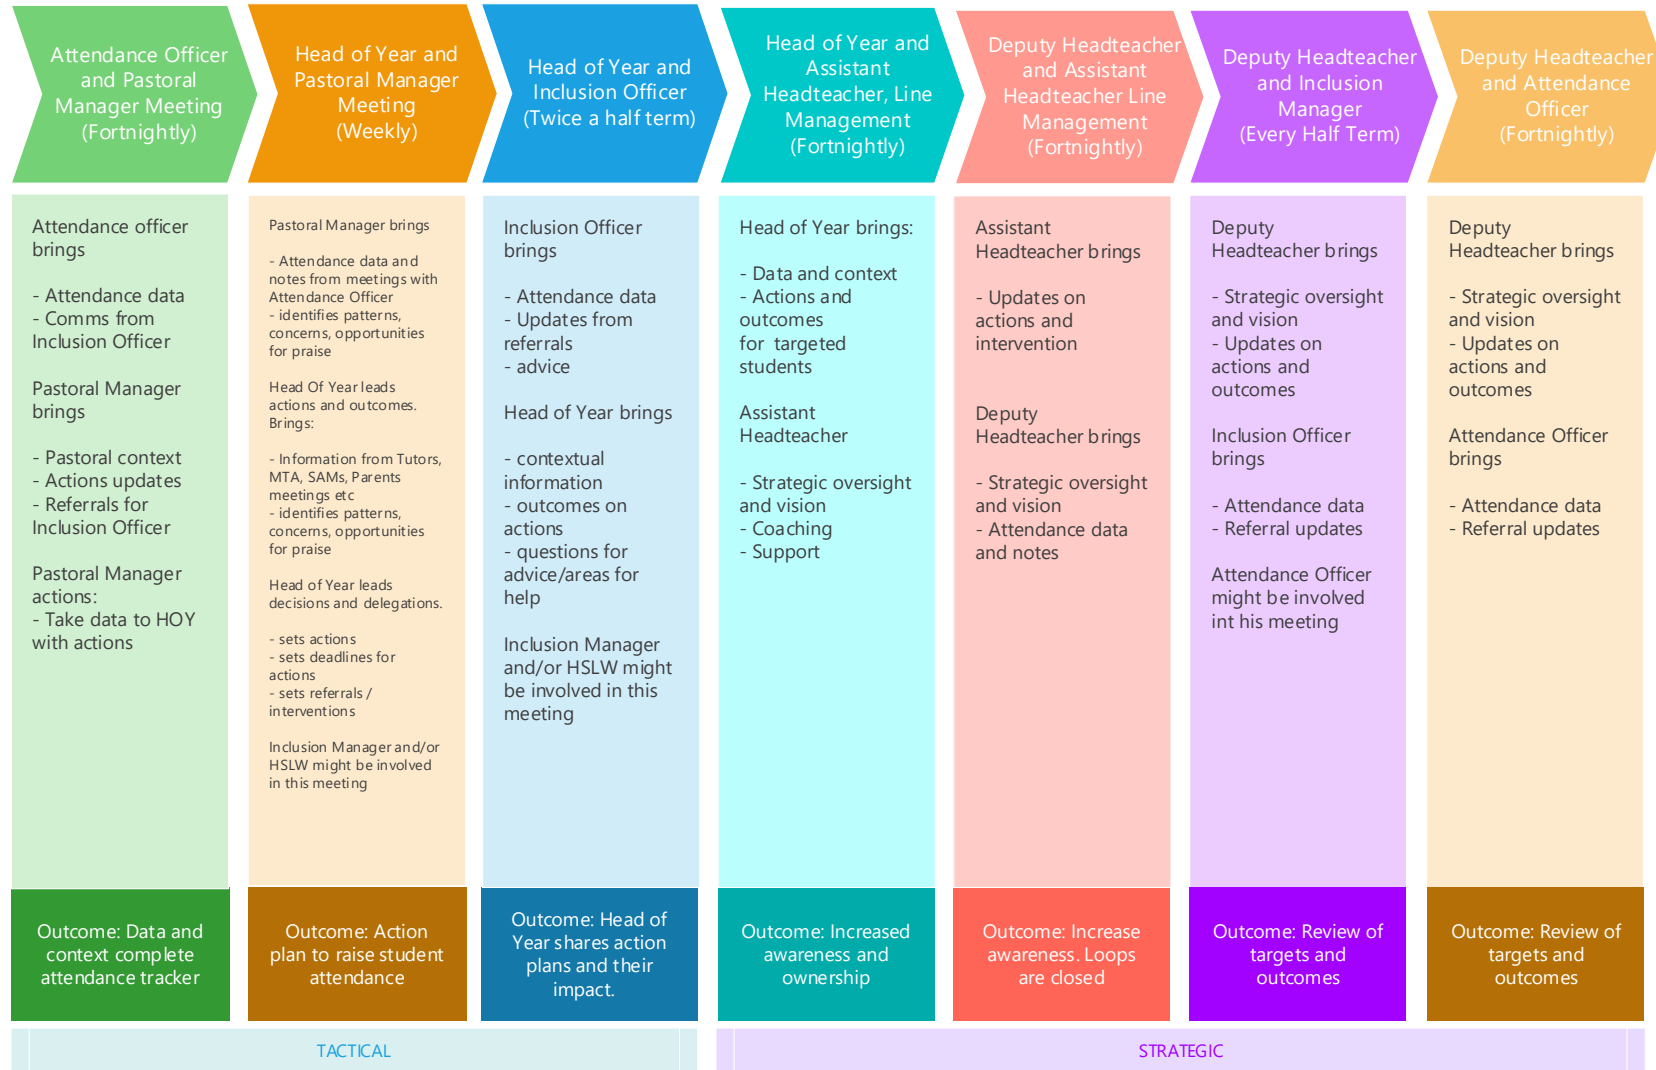 Attendance Officer
and Pastoral
Manager Meeting
(Fortnightly)
Head of Year and
Pastoral Manager
Meeting
(Weekly)
Head of Year and
Inclusion Officer
(Twice a half term)
Head of Year and
Assistant
Headteacher, Line
Management
(Fortnightly)
Deputy Headteacher
and Assistant
Headteacher Line
Management
(Fortnightly)
Deputy Headteacher
and Inclusion
Manager
(Every Half Term)
Deputy Headteacher
and Attendance
Officer
(Fortnightly)
Attendance officer
brings
- Attendance data
- Comms from
Inclusion Officer
Pastoral Manager
brings
- Pastoral context
- Actions updates
- Referrals for
Inclusion Officer
Pastoral Manager
actions:
- Take data to HOY
with actions
Pastoral Manager brings
- Attendance data and
notes from meetings with
Attendance Officer
- identifies patterns,
concerns, opportunities
for praise
Head Of Year leads
actions and outcomes.
Brings:
- Information from Tutors,
MTA, SAMs, Parents
meetings etc
- identifies patterns,
concerns, opportunities
for praise
Head of Year leads
decisions and delegations.
- sets actions
- sets deadlines for
actions
- sets referrals /
interventions
Inclusion Manager and/or
HSLW might be involved
in this meeting
Inclusion Officer
brings
- Attendance data
- Updates from
referrals
- advice
Head of Year brings
- contextual
information
- outcomes on
actions
- questions for
advice/areas for
help
Inclusion Manager
and/or HSLW might
be involved in this
meeting
Head of Year brings:
- Data and context
- Actions and
outcomes
for targeted
students
Assistant
Headteacher
- Strategic oversight
and vision
- Coaching
- Support
Assistant
Headteacher brings
- Updates on
actions and
intervention
Deputy
Headteacher brings
- Strategic oversight
and vision
- Attendance data
and notes
Deputy
Headteacher brings
- Strategic oversight
and vision
- Updates on
actions and
outcomes
Inclusion Officer
brings
- Attendance data
- Referral updates
Attendance Officer
might be involved
int his meeting
Deputy
Headteacher brings
- Strategic oversight
and vision
- Updates on
actions and
outcomes
Attendance Officer
brings
- Attendance data
- Referral updates
Outcome: Data and
context complete
attendance tracker
Outcome: Action
plan to raise student
attendance
Outcome: Head of
Year shares action
plans and their
impact.
Outcome: Increased
awareness and
ownership
Outcome: Increase
awareness. Loops
are closed
Outcome: Review of
targets and
outcomes
Outcome: Review of
targets and
outcomes
TACTICAL
STRATEGIC